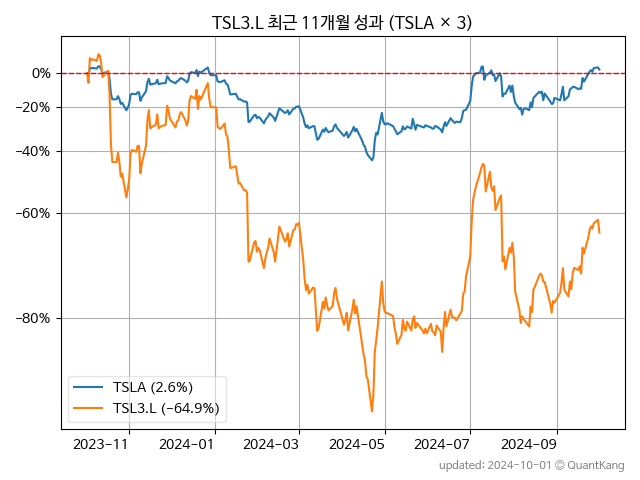 TSL3.L 최근 11개월 성과 (TSLA × 3)
0%
−20%
−40%
−60%
−80%
TSLA (2.6%)
TSL3.L (−64.9%)
2023−11
2024−01
2024−03
2024−05
2024−07
2024−09
updated: 2024-10-01 © QuantKang